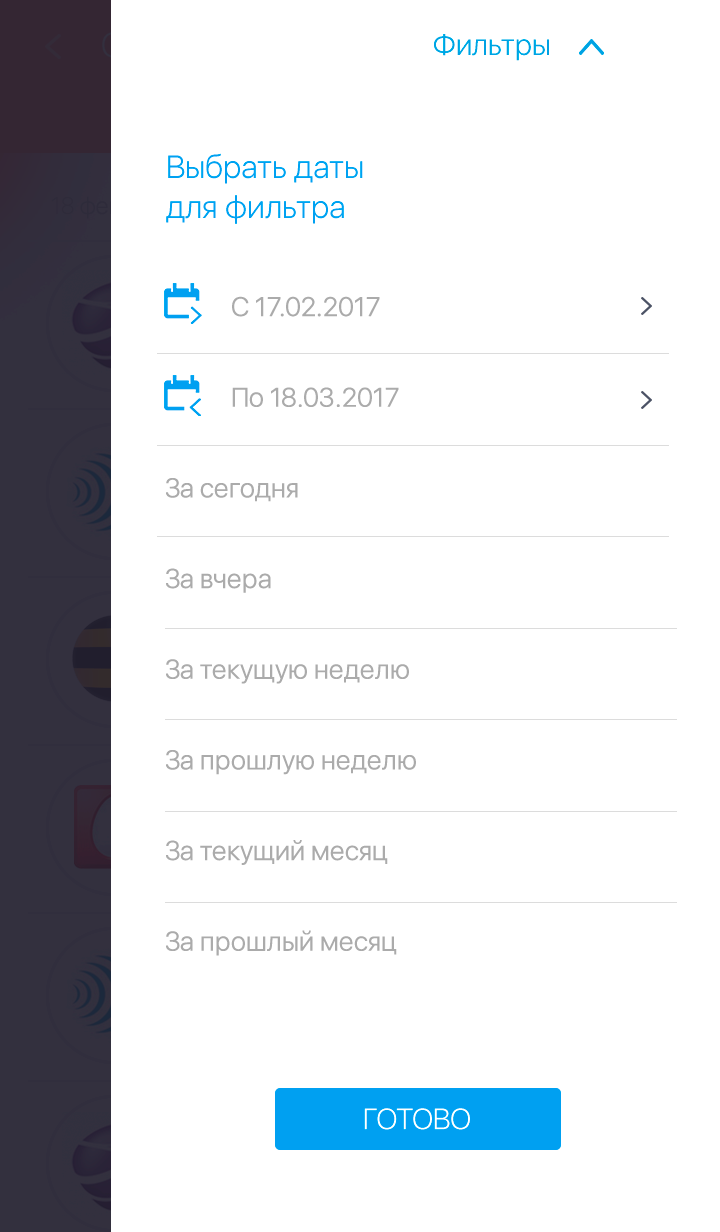 Фильтры
Выбрать даты
для фильтра
С 17.02.2017
По 18.03.2017
За сегодня
За вчера
За текущую неделю
За прошлую неделю
За текущий месяц
За прошлый месяц
ГОТОВО